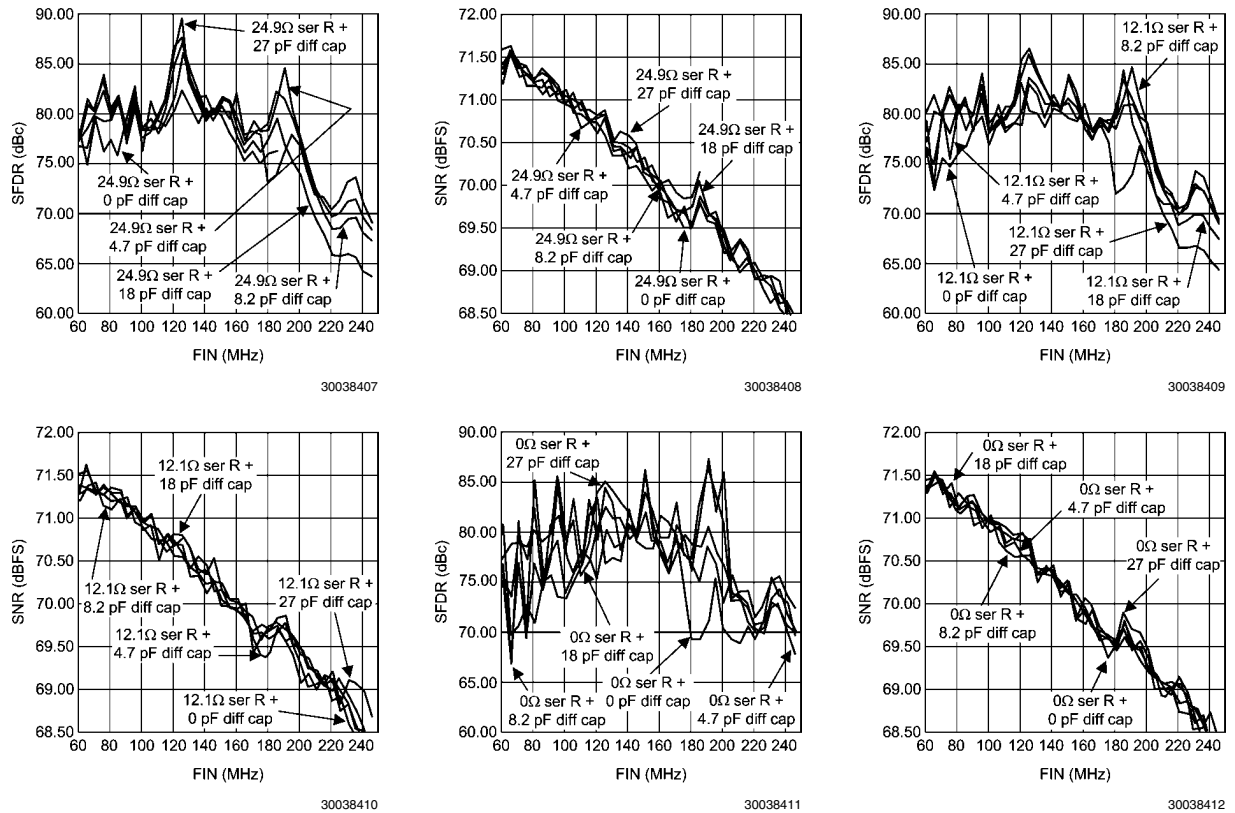 90.00
85.00
80.00
75.00
70.00
65.00
60.00
SFDR (dBc)
24.9Ω ser R +
27 pF diff cap
24.9Ω ser R +
0 pF diff cap
24.9Ω ser R +
4.7 pF diff cap
24.9Ω ser R +
18 pF diff cap
24.9Ω ser R +
8.2 pF diff cap
60 80 100 120 140 160 180 200 220 240
FIN (MHz)
30038407
72.00
71.50
71.00
70.50
70.00
69.50
69.00
68.50
SNR (dBFS)
24.9Ω ser R +
27 pF diff cap
24.9Ω ser R +
18 pF diff cap
24.9Ω ser R +
4.7 pF diff cap
24.9Ω ser R +
8.2 pF diff cap
24.9Ω ser R +
0 pF diff cap
60 80 100 120 140 160 180 200 220 240
FIN (MHz)
30038408
90.00
85.00
80.00
75.00
70.00
65.00
60.00
SFDR (dBc)
12.1Ω ser R +
8.2 pF diff cap
12.1Ω ser R +
4.7 pF diff cap
12.1Ω ser R +
27 pF diff cap
12.1Ω ser R +
0 pF diff cap
12.1Ω ser R +
18 pF diff cap
60 80 100 120 140 160 180 200 220 240
FIN (MHz)
30038409
72.00
71.50
71.00
70.50
70.00
69.50
69.00
68.50
SNR (dBFS)
12.1Ω ser R +
18 pF diff cap
12.1Ω ser R +
8.2 pF diff cap
12.1Ω ser R +
27 pF diff cap
12.1Ω ser R +
4.7 pF diff cap
12.1Ω ser R +
0 pF diff cap
60 80 100 120 140 160 180 200 220 240
FIN (MHz)
30038410
90.00
85.00
80.00
75.00
70.00
65.00
60.00
SFDR (dBc)
0Ω ser R +
27 pF diff cap
0Ω ser R +
18 pF diff cap
0Ω ser R +
8.2 pF diff cap
0Ω ser R +
0 pF diff cap
0Ω ser R +
4.7 pF diff cap
60 80 100 120 140 160 180 200 220 240
FIN (MHz)
30038411
72.00
71.50
71.00
70.50
70.00
69.50
69.00
68.50
SNR (dBFS)
0Ω ser R +
18 pF diff cap
0Ω ser R +
4.7 pF diff cap
0Ω ser R +
27 pF diff cap
0Ω ser R +
8.2 pF diff cap
0Ω ser R +
0 pF diff cap
60 80 100 120 140 160 180 200 220 240
FIN (MHz)
30038412